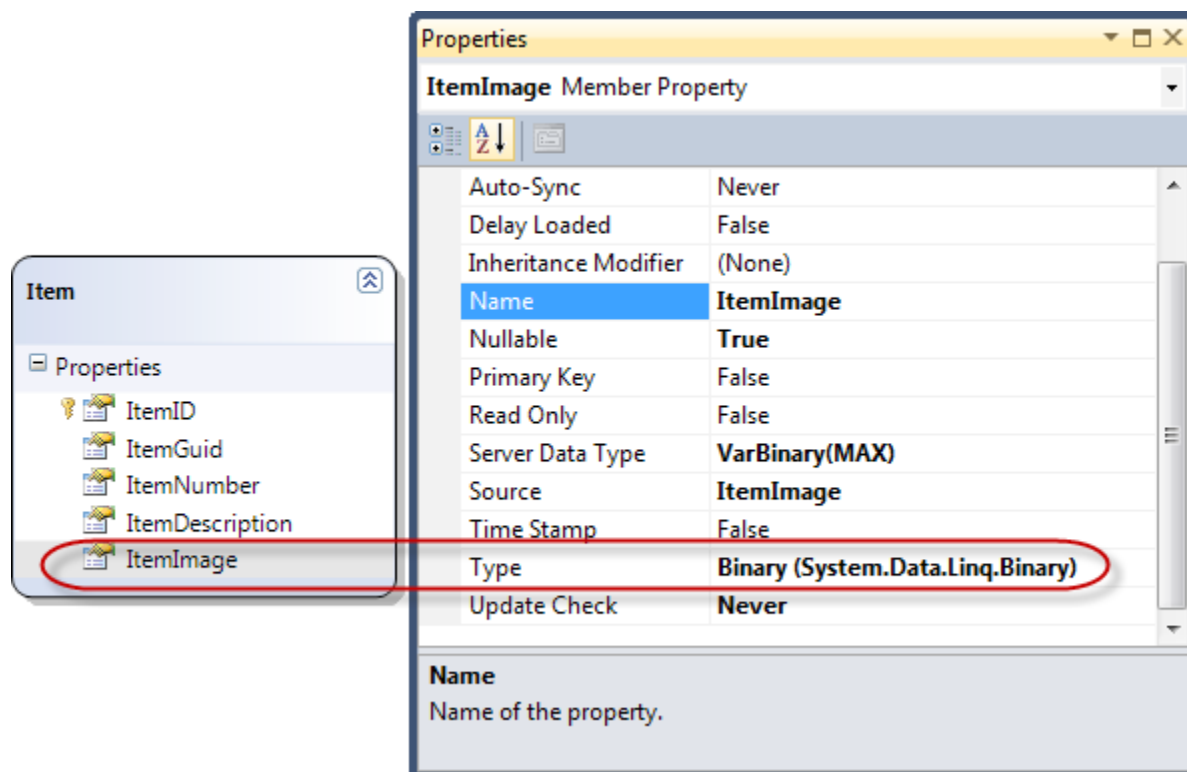 Properties
ItemImage Member Property
A
Z
Auto-Sync Never
Delay Loaded False
Inheritance Modifier (None)
Name ItemImage
Nullable True
Primary Key False
Read Only False
Server Data Type VarBinary(MAX)
Source ItemImage
Time Stamp False
Type Binary (System.Data.Linq.Binary)
Update Check Never
Name
Name of the property.
Item
Properties
ItemID
ItemGuid
ItemNumber
ItemDescription
ItemImage